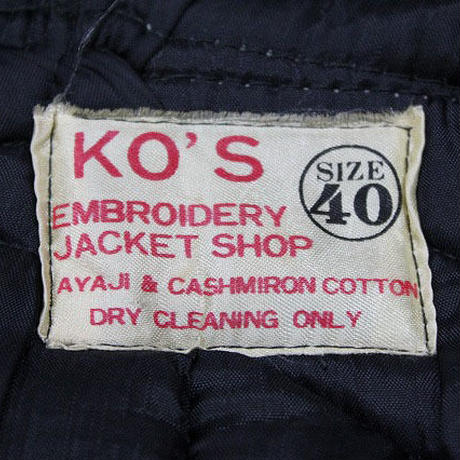 KO'S
SIZE
40
EMBROIDERY
JACKET SHOP
AYAJI & CASHMIRON COTTON
DRY CLEANING ONLY